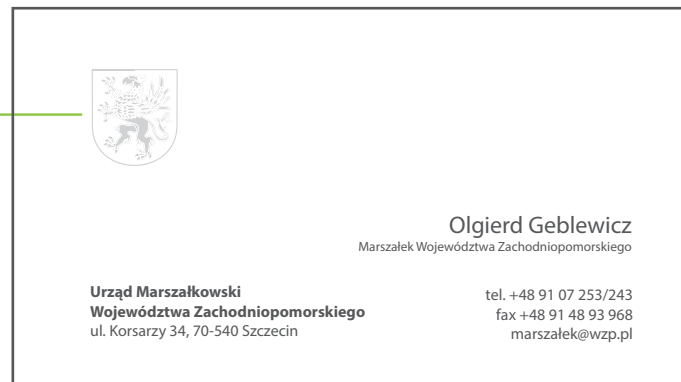 Olgierd Geblewicz
Marszałek Województwa Zachodniopomorskiego
Urząd Marszałkowski
Województwa Zachodniopomorskiego
ul. Korsarzy 34, 70-540 Szczecin
tel. +48 91 07 253/243
fax +48 91 48 93 968
marszałek@wzp.pl